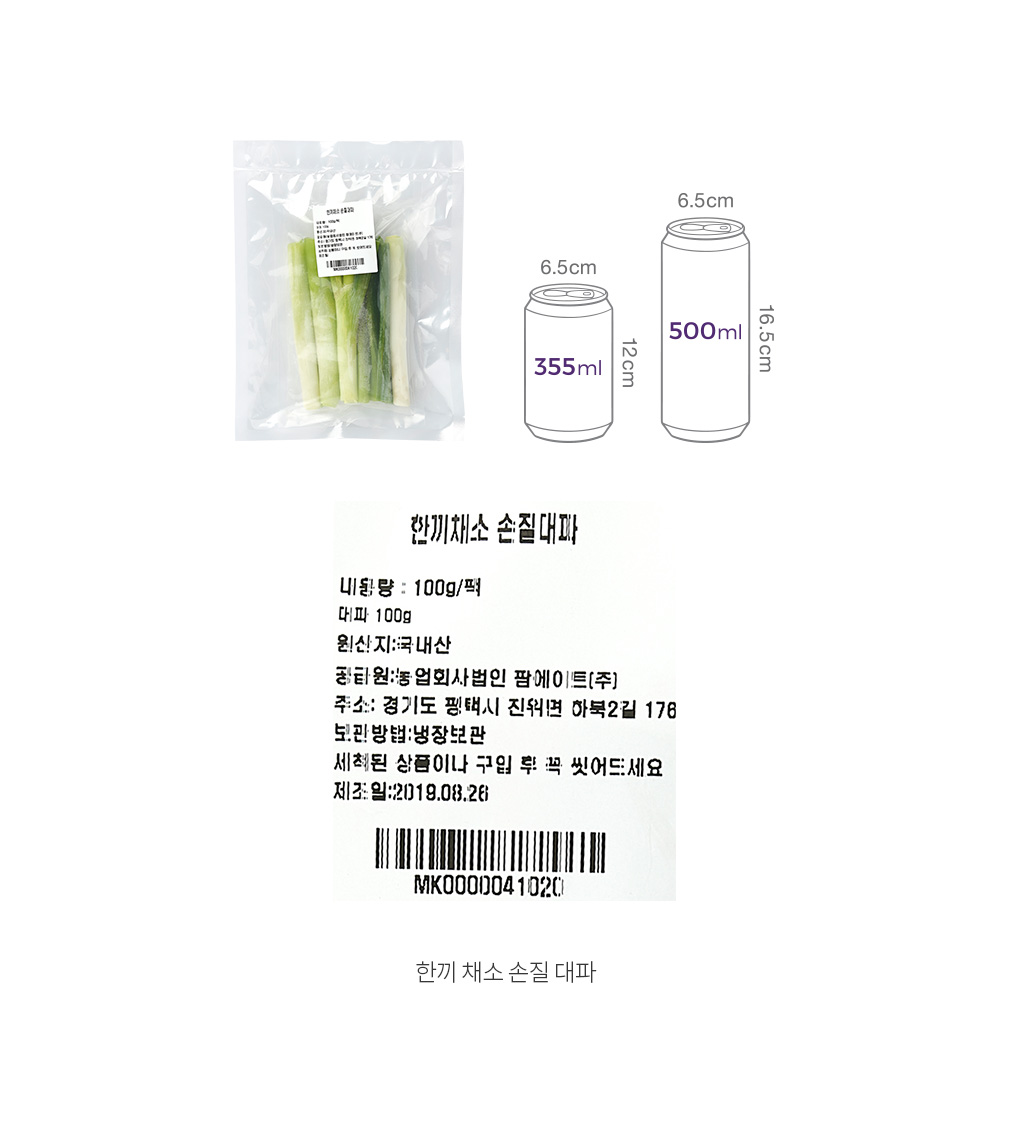 6.5cm
6.5cm
355ml
12cm
500ml
16.5cm
한끼채소 손질대파
내용량 : 100g/팩
대파 100g
원산지:국내산
공급원:농업회사법인 팜에이트(주)
주소: 경기도 평택시 진위면 하북2길 176
보관방법:냉장보관
세척된 상품이나 구입 후 꼭 씻어드세요
제조일:2019.08.26
MK0000041020
한끼 채소 손질 대파